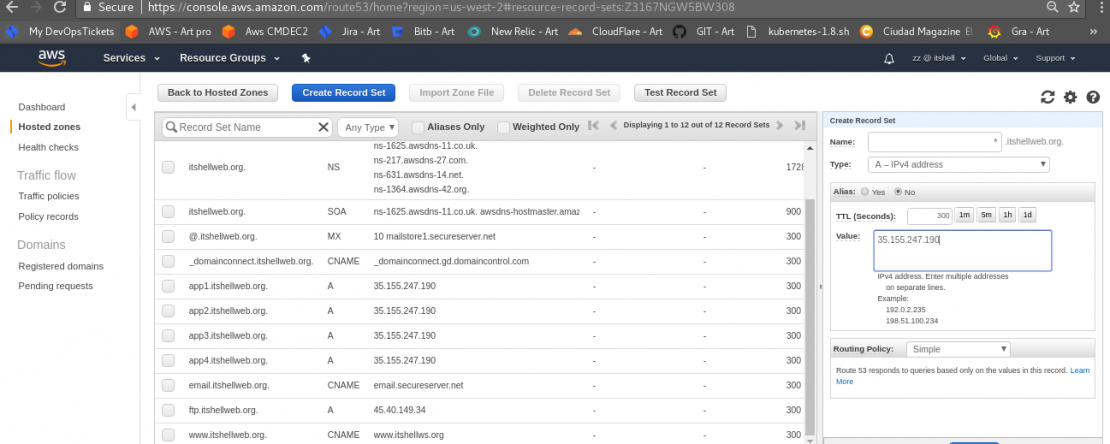 Secure https://console.aws.amazon.com/route53/home?region=us-west-2#resource-record-sets:Z3167NGW5BW308
My DevOpsTickets AWS - Art pro Aws CMDEC2 Jira - Art Bitb - Art New Relic - Art CloudFlare - Art GIT - Art kubernetes-1.8.sh Ciudad Magazine El Gra - Art »
aws Services Resource Groups zz @ itshell Global Support
Dashboard
Hosted zones
Health checks
Traffic flow
Traffic policies
Policy records
Domains
Registered domains
Pending requests
Back to Hosted Zones Create Record Set Import Zone File Delete Record Set Test Record Set
Record Set Name Any Type Aliases Only Weighted Only Displaying 1 to 12 out of 12 Record Sets
ns-1625.awsdns-11.co.uk.
itshellweb.org. NS ns-217.awsdns-27.com. - - 1728
ns-631.awsdns-14.net.
ns-1364.awsdns-42.org.
itshellweb.org. SOA ns-1625.awsdns-11.co.uk. awsdns-hostmaster.amaz - - 900
@.itshellweb.org. MX 10 mailstore1.secureserver.net - - 300
_domainconnect.itshellweb.org. CNAME _domainconnect.gd.domaincontrol.com - - 300
app1.itshellweb.org. A 35.155.247.190 - - 300
app2.itshellweb.org. A 35.155.247.190 - - 300
app3.itshellweb.org. A 35.155.247.190 - - 300
app4.itshellweb.org. A 35.155.247.190 - - 300
email.itshellweb.org. CNAME email.secureserver.net - - 300
ftp.itshellweb.org. A 45.40.149.34 - - 300
www.itshellweb.org. CNAME www.itshellws.org - - 300
Create Record Set
Name: * .itshellweb.org.
Type: A – IPv4 address
Alias: Yes No
TTL (Seconds): 300 1m 5m 1h 1d
Value: 35.155.247.190
IPv4 address. Enter multiple addresses
on separate lines.
Example:
192.0.2.235
198.51.100.234
Routing Policy: Simple
Route 53 responds to queries based only on the values in this record. Learn
More